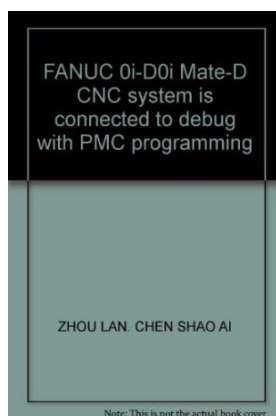 FANUC 0i-D0i Mate-D
CNC system is
connected to debug
with PMC programming
ZHOU LAN. CHEN SHAO AI
Note: This is not the actual book cover